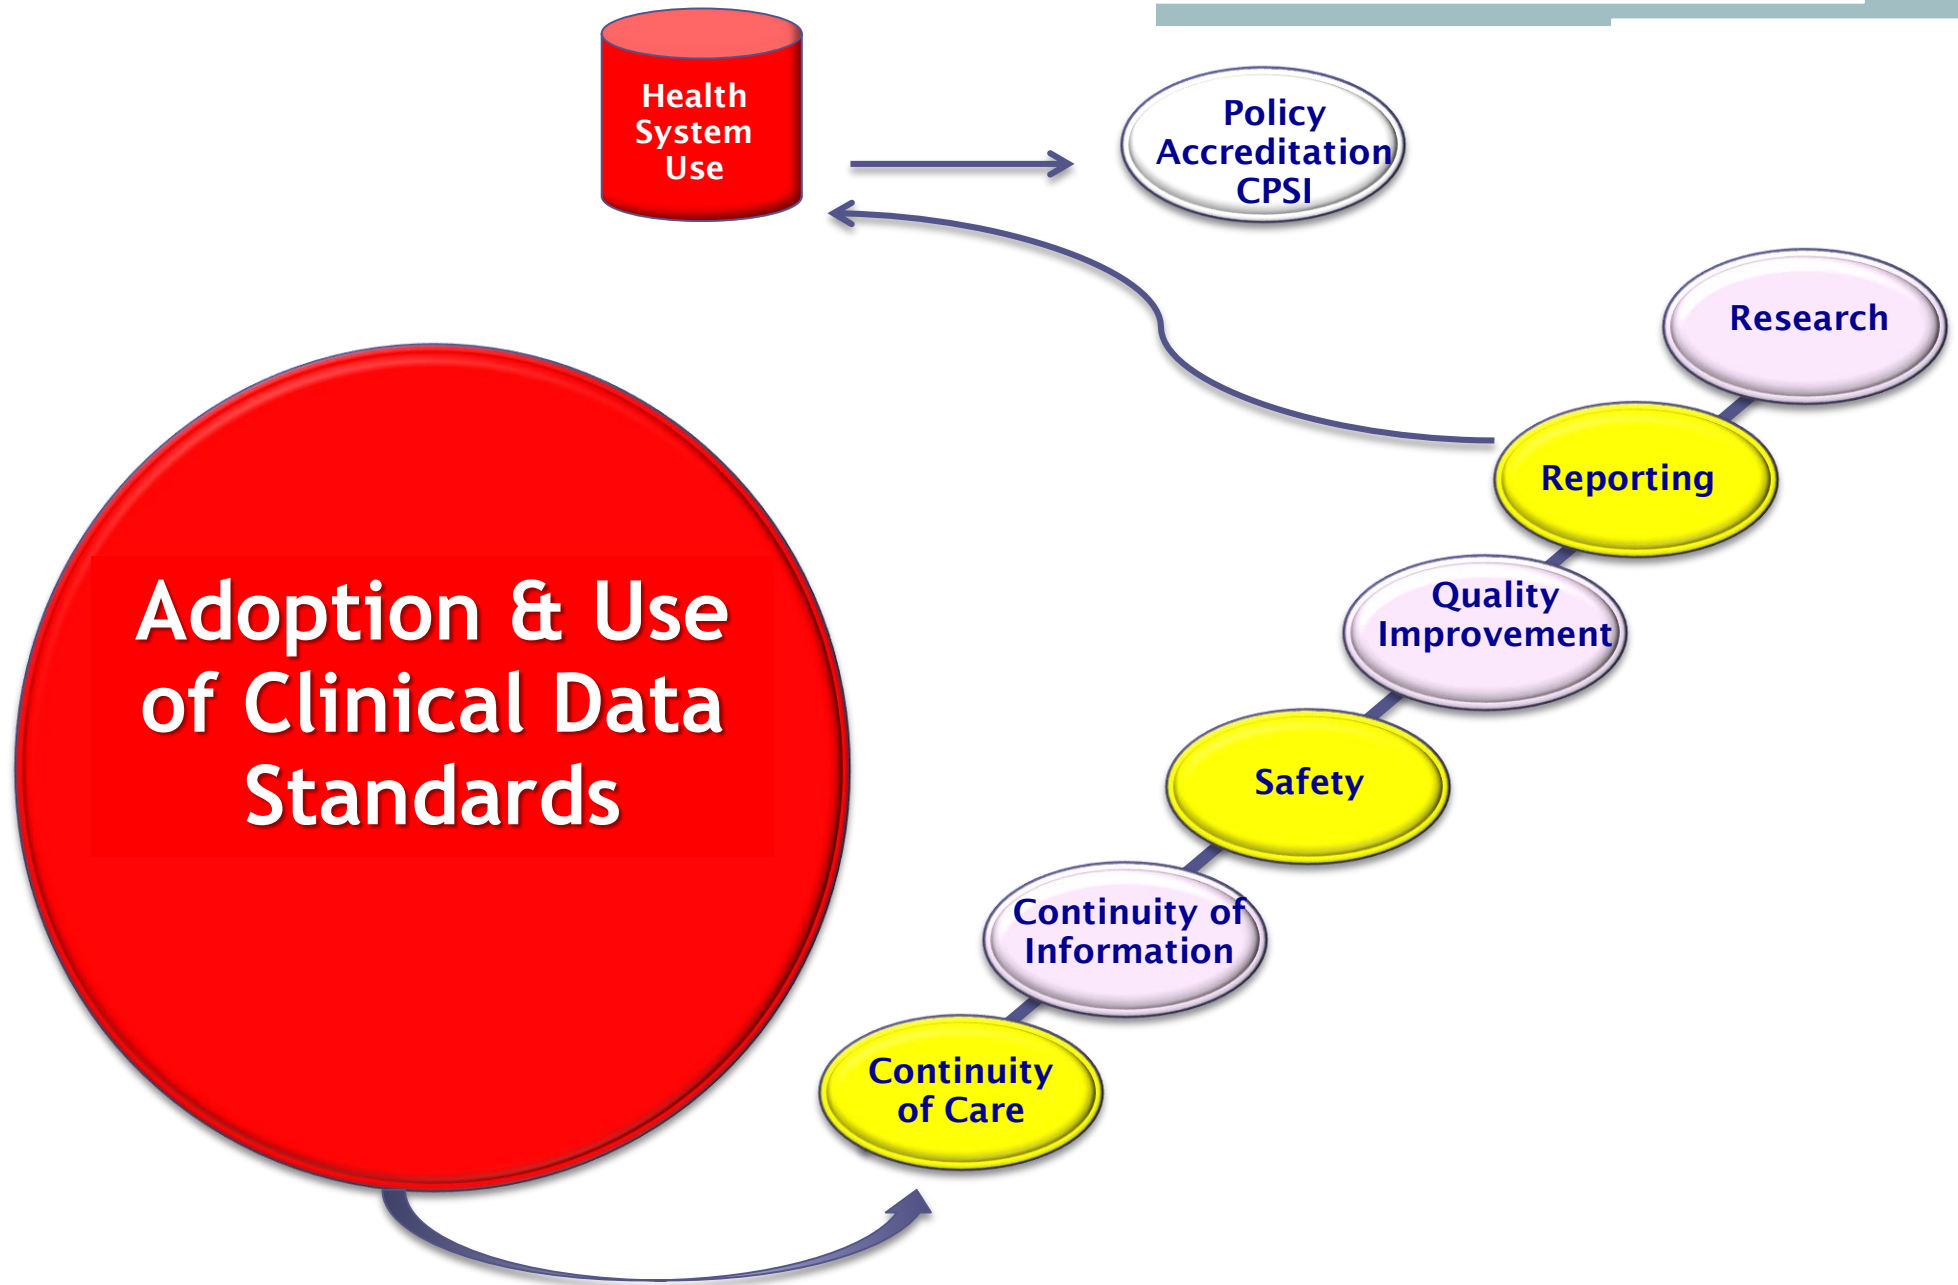 Health
System
Use
Policy
Accreditation
CPSI
Research
Reporting
Quality
Improvement
Safety
Continuity of
Information
Continuity
of Care
Adoption & Use
of Clinical Data
Standards